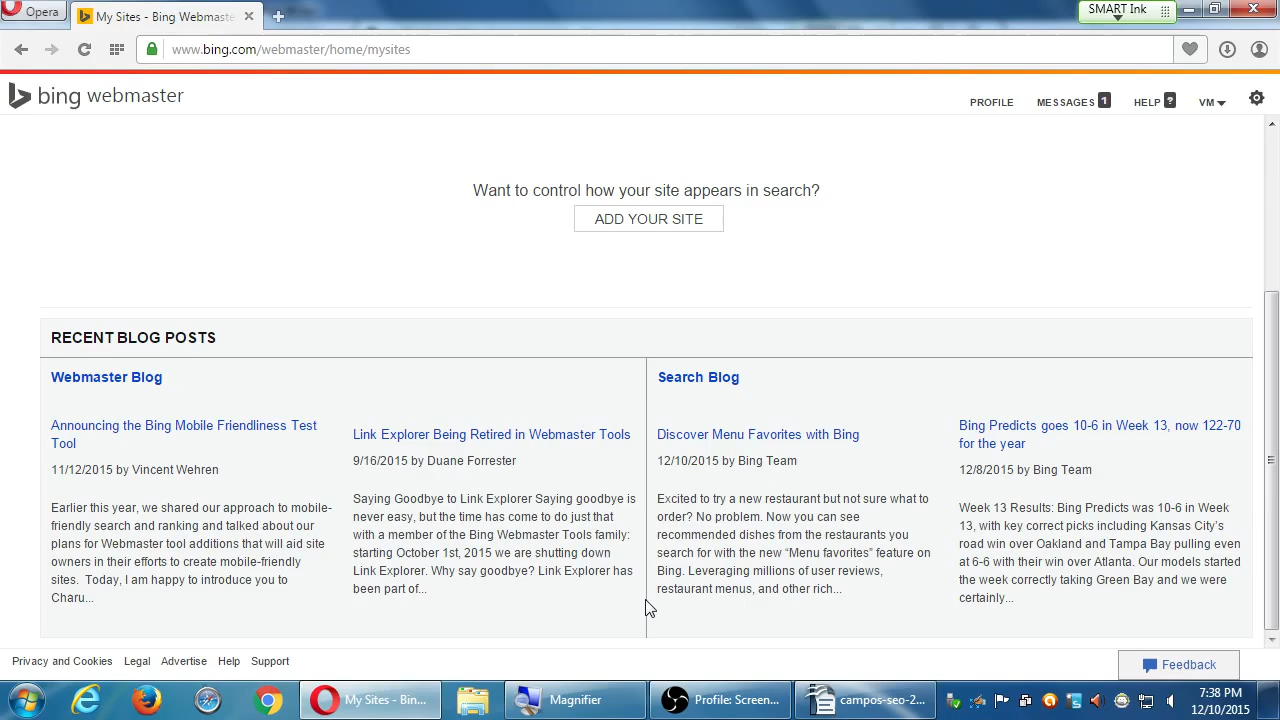 Opera
My Sites - Bing Webmaste
SMART Ink
www.bing.com/webmaster/home/mysites
bing webmaster
PROFILE
MESSAGES 1
HELP ?
VM
Want to control how your site appears in search?
ADD YOUR SITE
RECENT BLOG POSTS
Webmaster Blog
Announcing the Bing Mobile Friendliness Test
Tool
11/12/2015 by Vincent Wehren
Earlier this year, we shared our approach to mobile-
friendly search and ranking and talked about our
plans for Webmaster tool additions that will aid site
owners in their efforts to create mobile-friendly
sites.  Today, I am happy to introduce you to
Charu...
Link Explorer Being Retired in Webmaster Tools
9/16/2015 by Duane Forrester
Saying Goodbye to Link Explorer Saying goodbye is
never easy, but the time has come to do just that
with a member of the Bing Webmaster Tools family:
starting October 1st, 2015 we are shutting down
Link Explorer. Why say goodbye? Link Explorer has
been part of...
Search Blog
Discover Menu Favorites with Bing
12/10/2015 by Bing Team
Excited to try a new restaurant but not sure what to
order? No problem. Now you can see
recommended dishes from the restaurants you
search for with the new “Menu favorites” feature on
Bing. Leveraging millions of user reviews,
restaurant menus, and other rich...
Bing Predicts goes 10-6 in Week 13, now 122-70
for the year
12/8/2015 by Bing Team
Week 13 Results: Bing Predicts was 10-6 in Week
13, with key correct picks including Kansas City’s
road win over Oakland and Tampa Bay pulling even
at 6-6 with their win over Atlanta. Our models started
the week correctly taking Green Bay and we were
certainly...
Privacy and Cookies
Legal
Advertise
Help
Support
Feedback
My Sites - Bin...
Magnifier
Profile: Screen...
campos-seo-2...
7:38 PM
12/10/2015